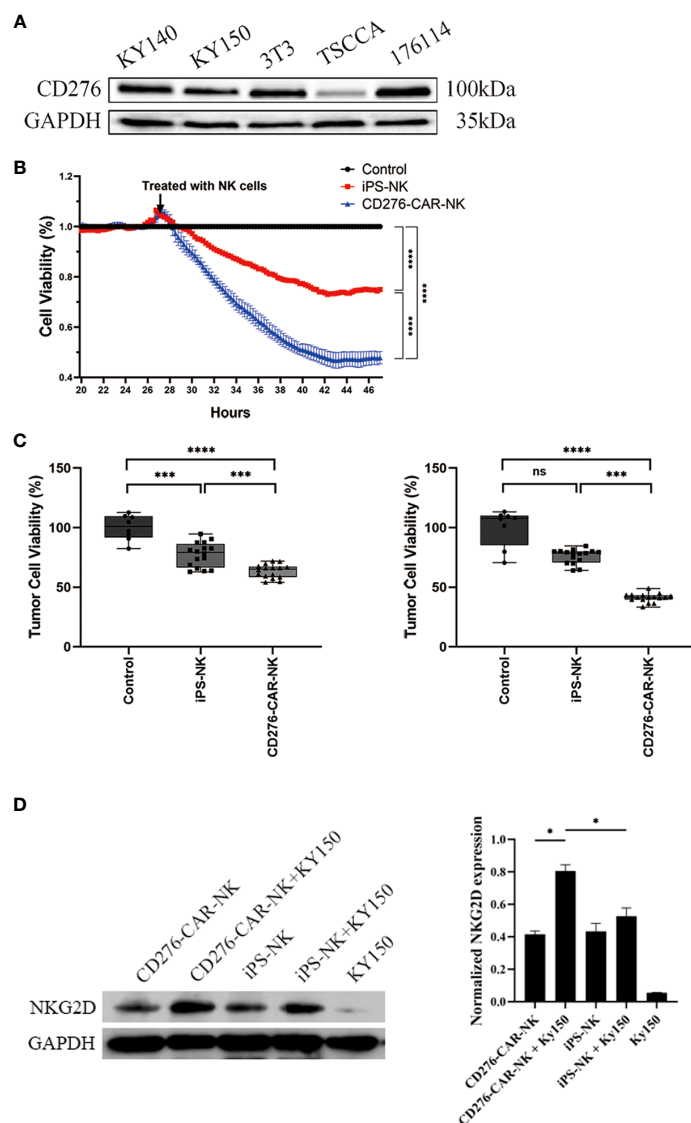 A
KY140 KY150 3T3 TSCCA 176114
CD276 100kDa
GAPDH 35kDa
B
Control
iPS-NK
CD276-CAR-NK
Treated with NK cells
Cell Viability (%)
1.2
1.0
0.8
0.6
0.4
20 22 24 26 28 30 32 34 36 38 40 42 44 46
Hours
****
****
****
C
Tumor Cell Viability (%)
150
100
50
0
****
*** ***
Control
iPS-NK
CD276-CAR-NK
Tumor Cell Viability (%)
150
100
50
0
****
ns ***
Control
iPS-NK
CD276-CAR-NK
D
CD276-CAR-NK
CD276-CAR-NK+KY150
iPS-NK
iPS-NK+KY150
KY150
NKG2D
GAPDH
Normalized NKG2D expression
1.0
0.8
0.6
0.4
0.2
0.0
* *
CD276-CAR-NK
CD276-CAR-NK + Ky150
iPS-NK
iPS-NK + Ky150
Ky150